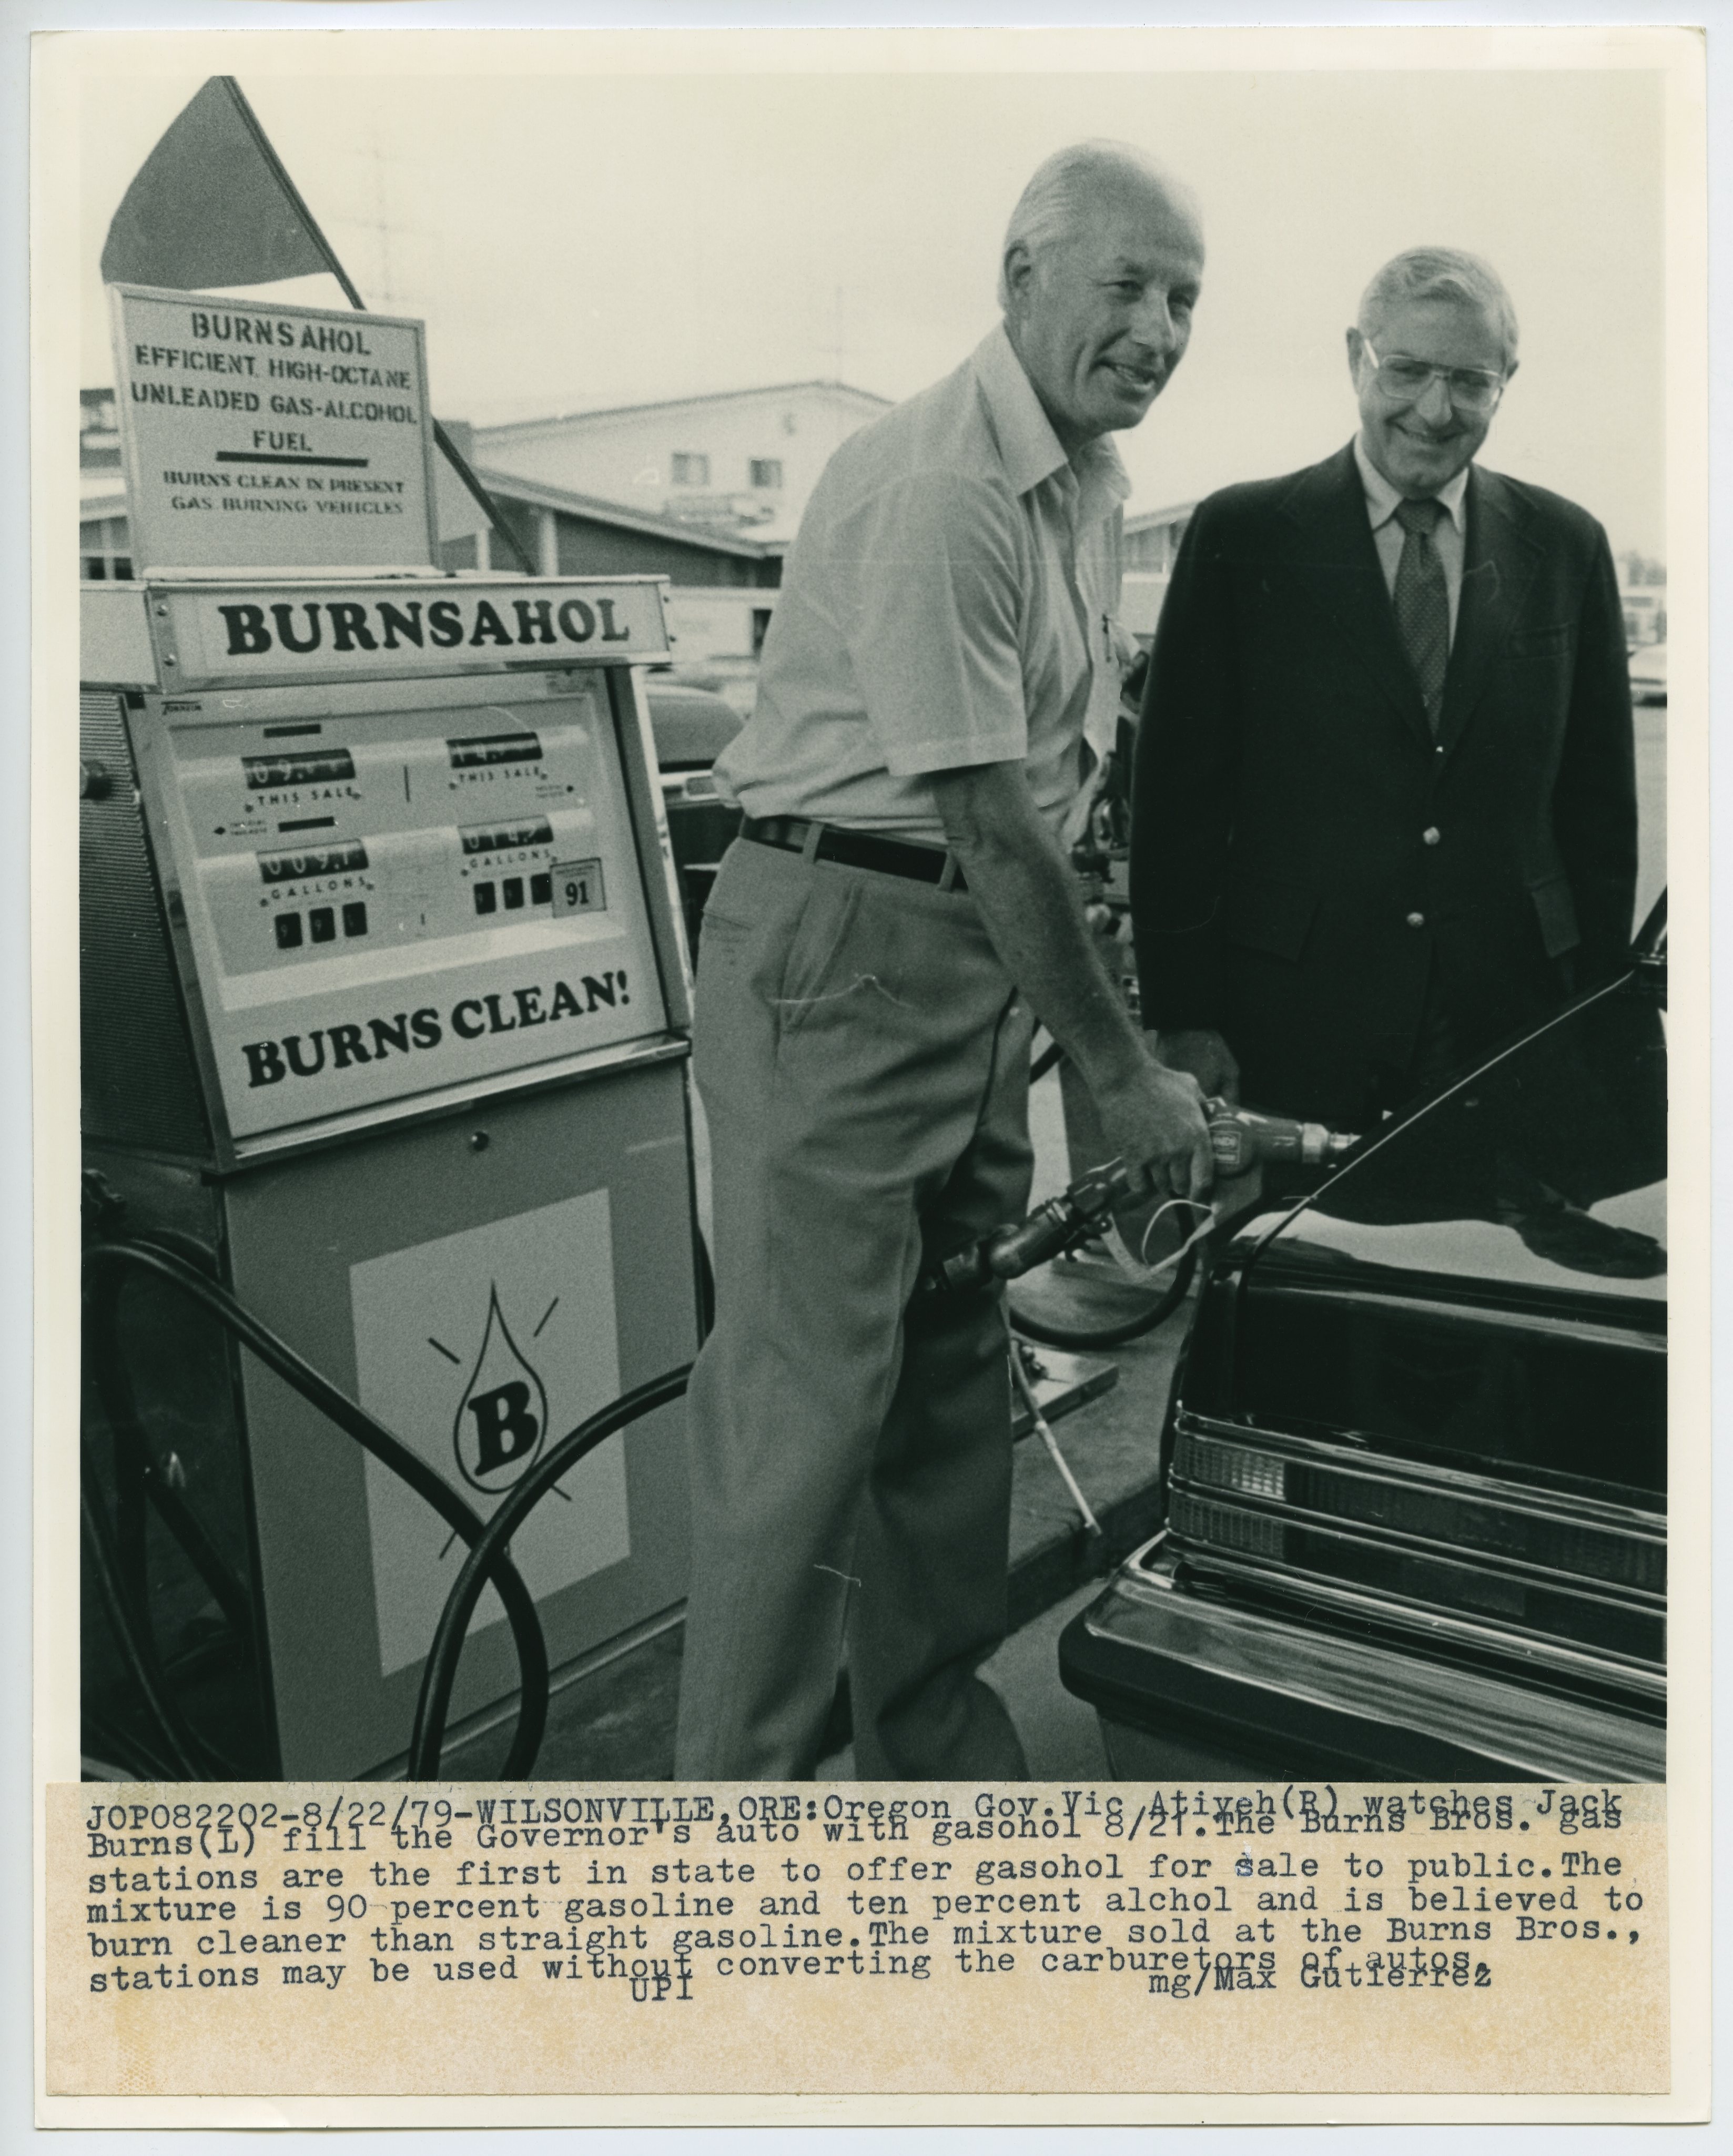 BURNSAHOL
EFFICIENT, HIGH-OCTANE
UNLEADED GAS-ALCOHOL
FUEL
BURNS CLEAN IN PRESENT
GAS BURNING VEHICLES
BURNSAHOL
TOKHEIM
THIS SALE
THIS SALE
GALLONS
GALLONS
91
BURNS CLEAN!
B
JOP082202-8/22/79-WILSONVILLE,ORE:Oregon Gov.Vic Atiyeh(R) watches Jack
Burns(L) fill the Governor's auto with gasohol 8/21.The Burns Bros. gas
stations are the first in state to offer gasohol for sale to public.The
mixture is 90 percent gasoline and ten percent alchol and is believed to
burn cleaner than straight gasoline.The mixture sold at the Burns Bros.,
stations may be used without converting the carburetors of autos.
UPI mg/Max Gutierrez